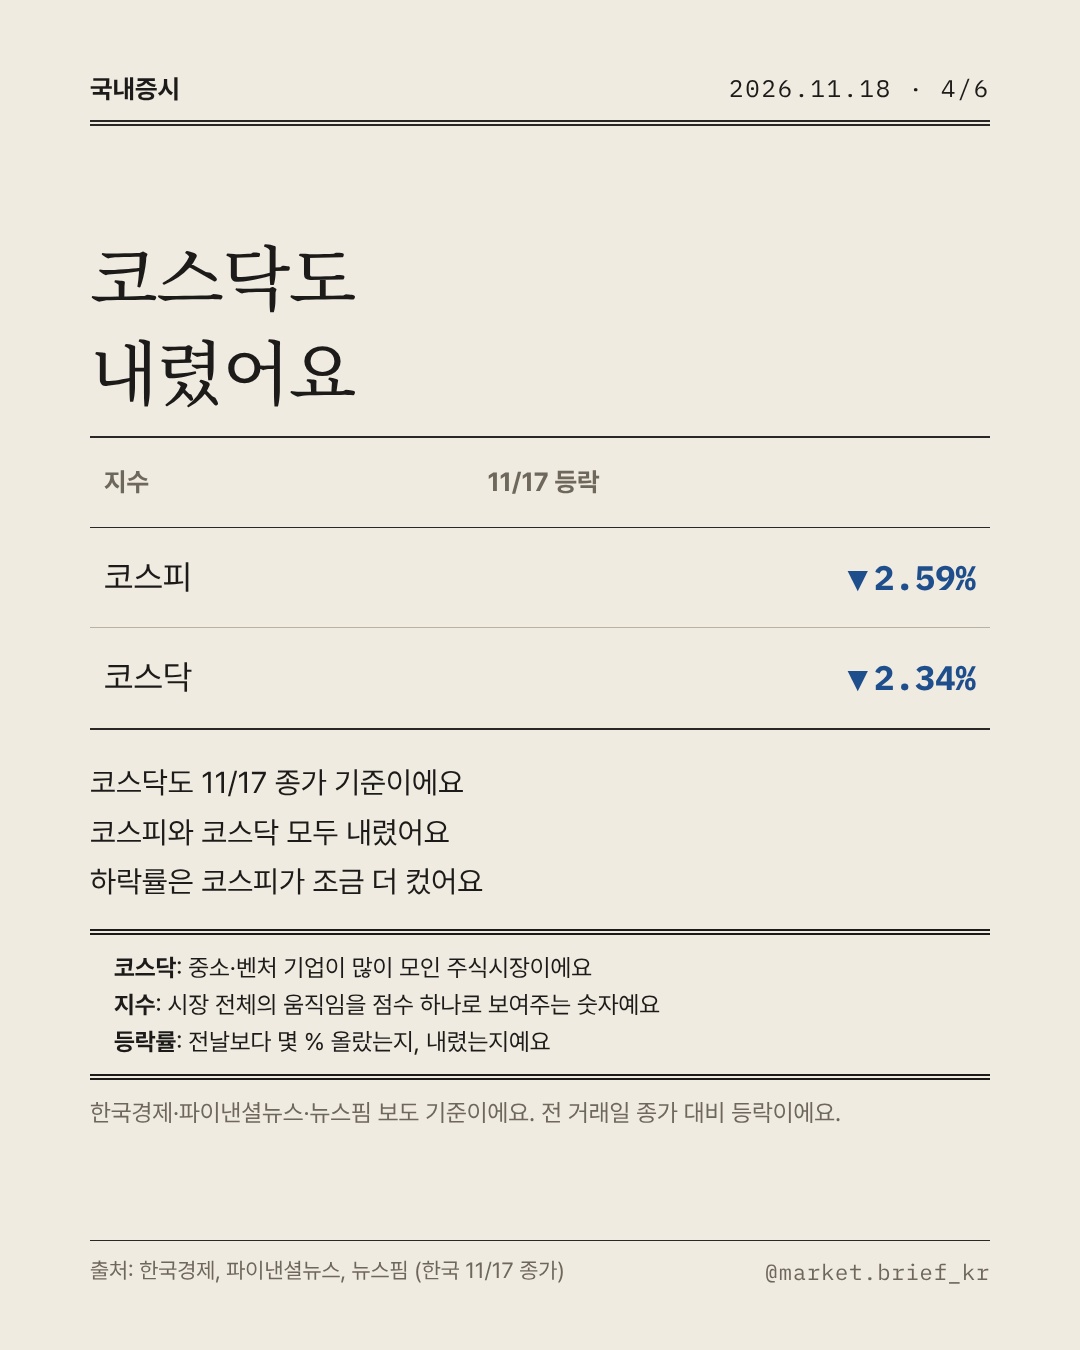 국내증시
2026.11.18 · 4/6
코스닥도
내렸어요
지수 11/17 등락
코스피 ▼2.59%
코스닥 ▼2.34%
코스닥도 11/17 종가 기준이에요
코스피와 코스닥 모두 내렸어요
하락률은 코스피가 조금 더 컸어요
코스닥: 중소·벤처 기업이 많이 모인 주식시장이에요
지수: 시장 전체의 움직임을 점수 하나로 보여주는 숫자예요
등락률: 전날보다 몇 % 올랐는지, 내렸는지예요
한국경제·파이낸셜뉴스·뉴스핌 보도 기준이에요. 전 거래일 종가 대비 등락이에요.
출처: 한국경제, 파이낸셜뉴스, 뉴스핌 (한국 11/17 종가)
@market.brief_kr